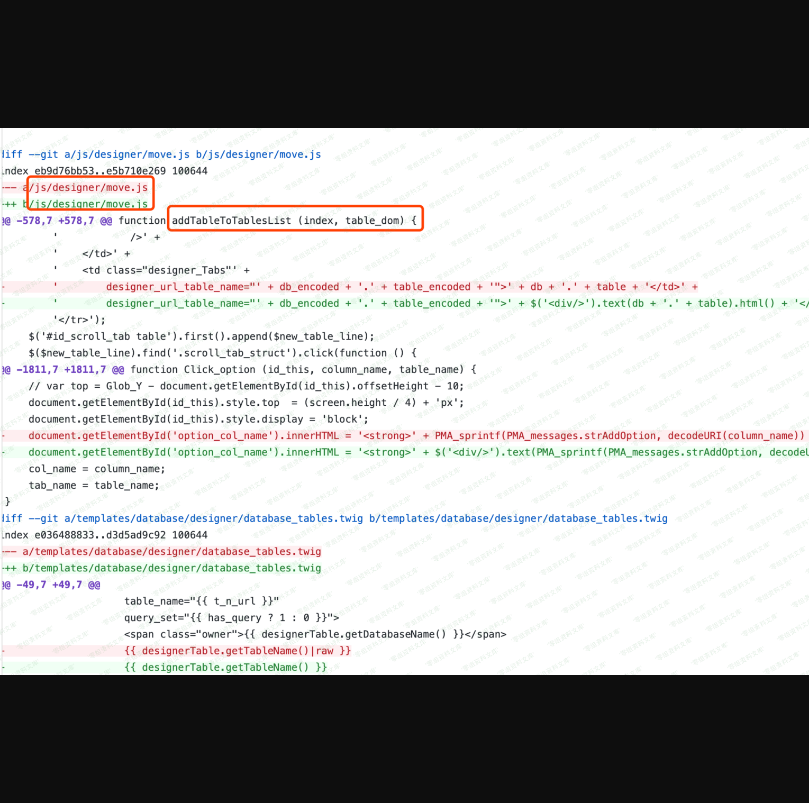 diff --git a/js/designer/move.js b/js/designer/move.js
index eb9d76bb53..e5b710e269 100644
--- a/js/designer/move.js
+++ b/js/designer/move.js
@@ -578,7 +578,7 @@ function addTableToTablesList (index, table_dom) {
' />' +
' </td>' +
' <td class="designer_Tabs"' +
- ' designer_url_table_name="' + db_encoded + '.' + table_encoded + '">' + db + '.' + table + '</td>' +
' designer_url_table_name="' + db_encoded + '.' + table_encoded + '">' + $('<div/>').text(db + '.' + table).html() + '</
'</tr>');
$('#id_scroll_tab table').first().append($new_table_line);
$($new_table_line).find('.scroll_tab_struct').click(function () {
@@ -1811,7 +1811,7 @@ function Click_option (id_this, column_name, table_name) {
// var top = Glob_Y - document.getElementById(id_this).offsetHeight - 10;
document.getElementById(id_this).style.top = (screen.height / 4) + 'px';
document.getElementById(id_this).style.display = 'block';
- document.getElementById('option_col_name').innerHTML = '<strong>' + PMA_sprintf(PMA_messages.strAddOption, decodeURI(column_name))
document.getElementById('option_col_name').innerHTML = '<strong>' + $('<div/>').text(PMA_sprintf(PMA_messages.strAddOption, decodeU
col_name = column_name;
tab_name = table_name;
}
diff --git a/templates/database/designer/database_tables.twig b/templates/database/designer/database_tables.twig
index e036488833..d3d5ad9c92 100644
--- a/templates/database/designer/database_tables.twig
+++ b/templates/database/designer/database_tables.twig
@@ -49,7 +49,7 @@
table_name="{{ t_n_url }}"
query_set="{{ has_query ? 1 : 0 }}">
<span class="owner">{{ designerTable.getDatabaseName() }}</span>
- {{ designerTable.getTableName()|raw }}
{{ designerTable.getTableName() }}